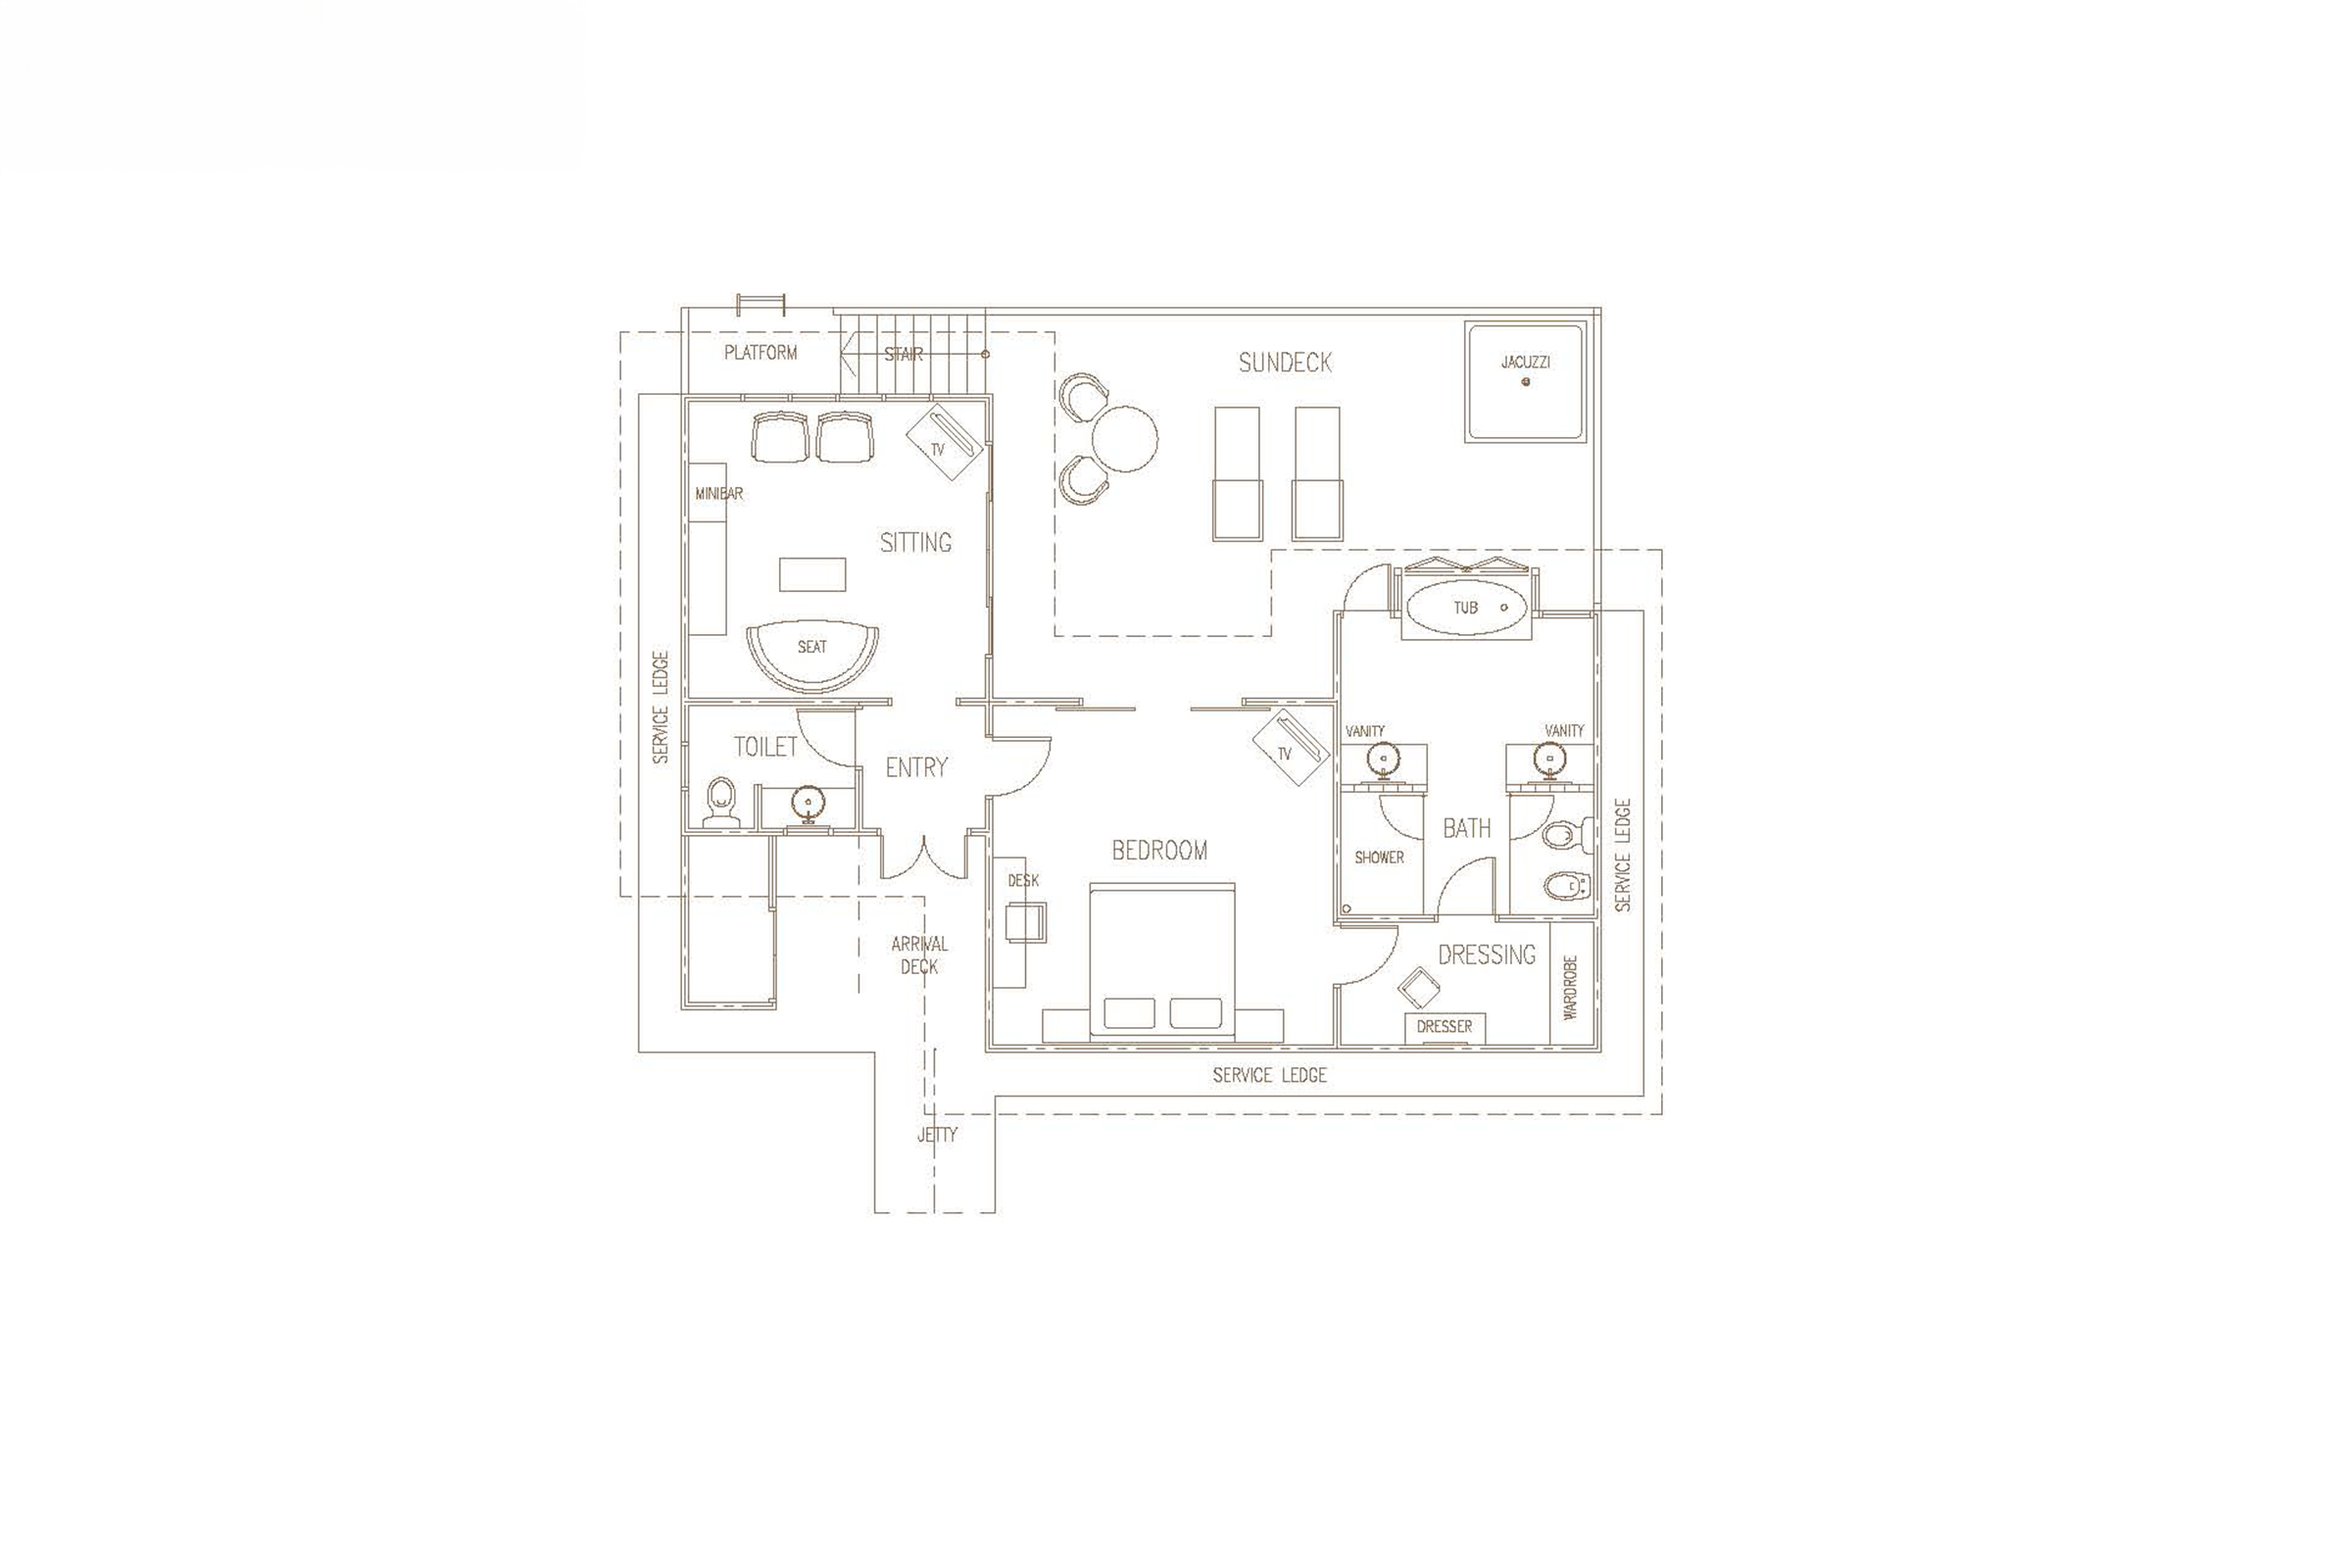 PLATFORM
STAIR
SUNDECK
JACUZZI
TV
MINIBAR
SITTING
TUB
SEAT
SERVICE LEDGE
VANITY
VANITY
TOILET
ENTRY
TV
BATH
BEDROOM
SHOWER
SERVICE LEDGE
DESK
ARRIVAL
DECK
DRESSING
WARDROBE
DRESSER
SERVICE LEDGE
JETTY